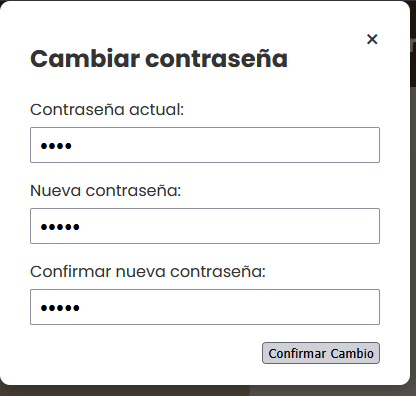 ×
Cambiar contraseña
Contraseña actual:
••••
Nueva contraseña:
•••••
Confirmar nueva contraseña:
•••••
Confirmar Cambio